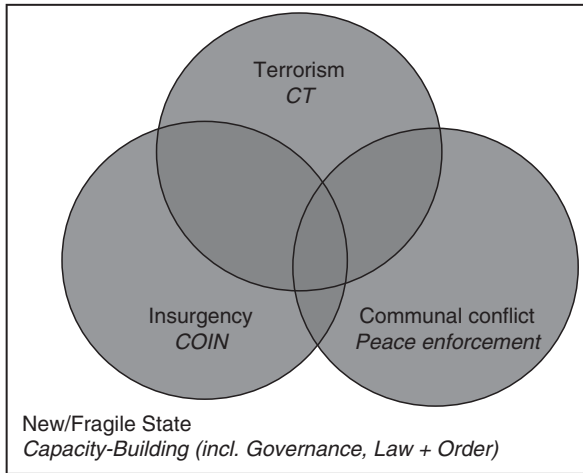 Terrorism
CT
Insurgency
COIN
Communal conflict
Peace enforcement
New/Fragile State
Capacity-Building (incl. Governance, Law + Order)